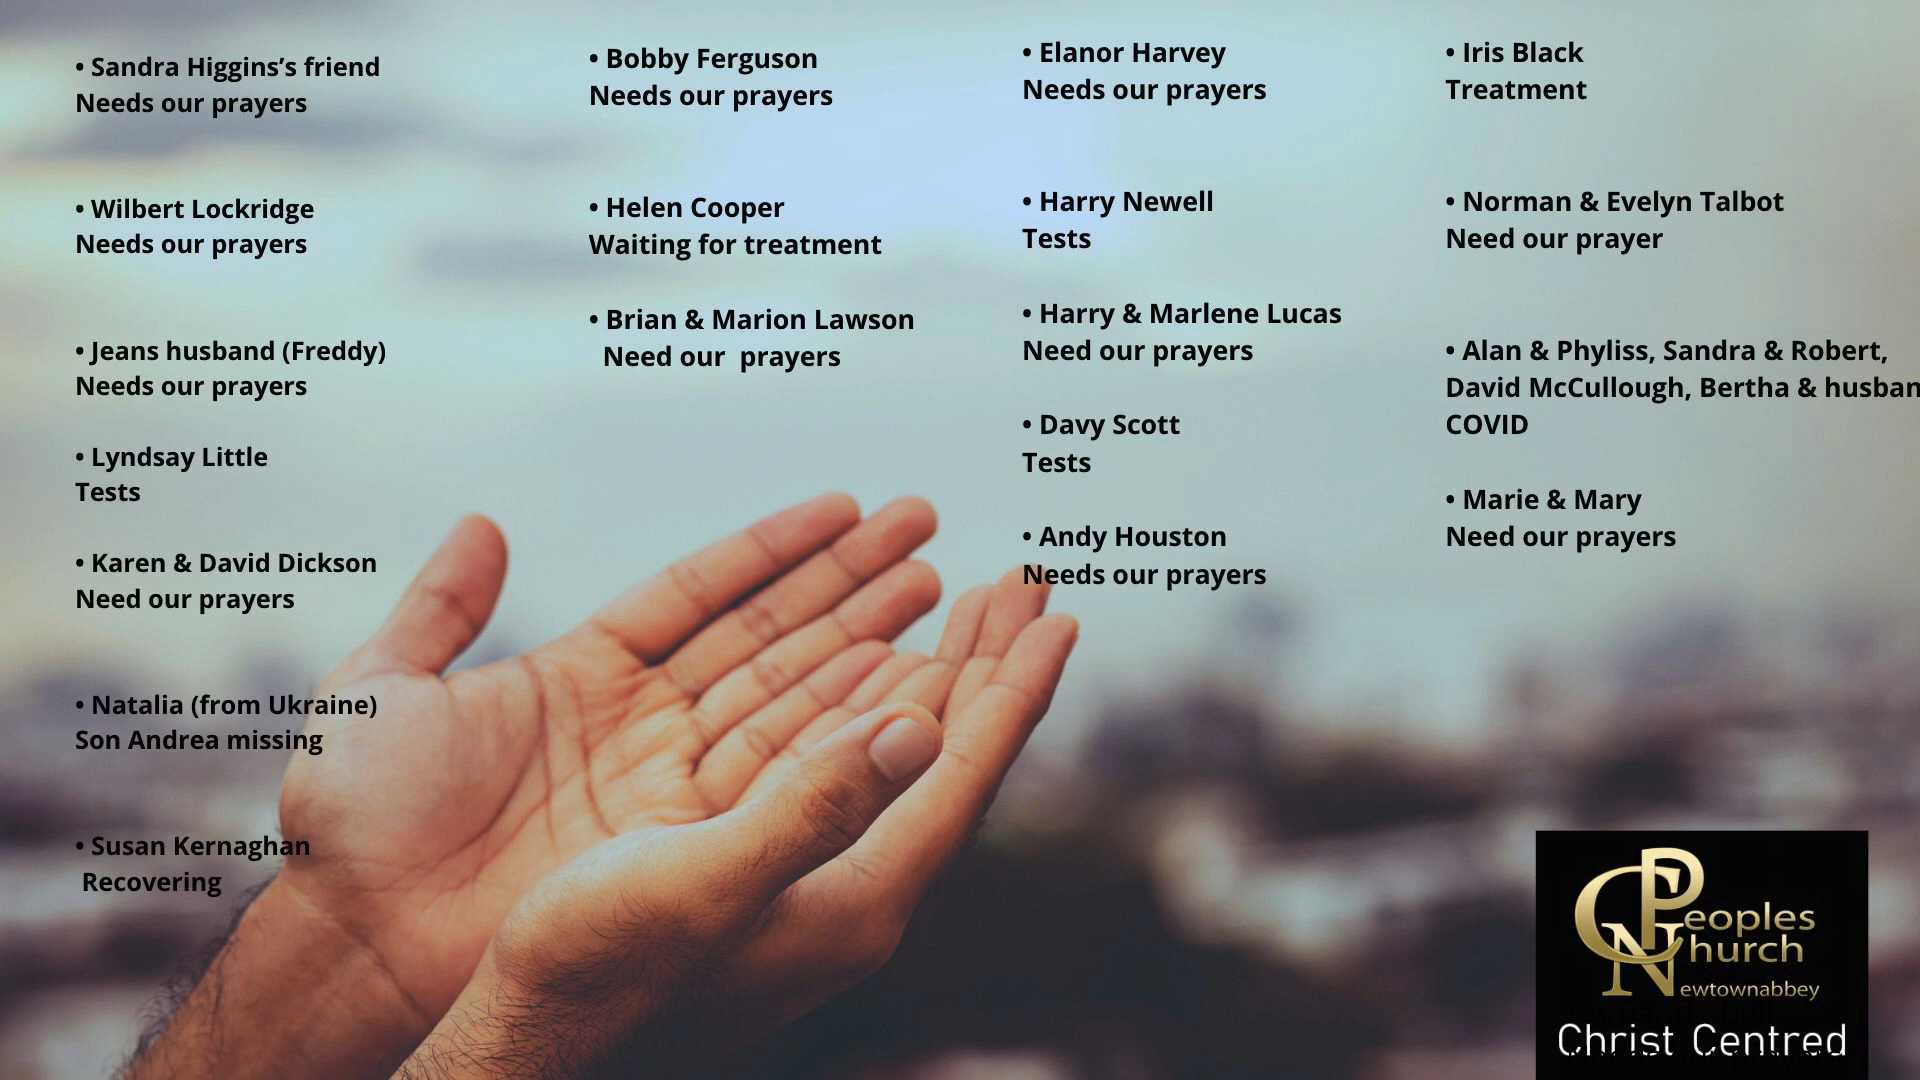 • Sandra Higgins’s friend
Needs our prayers
• Wilbert Lockridge
Needs our prayers
• Jeans husband (Freddy)
Needs our prayers
• Lyndsay Little
Tests
• Karen & David Dickson
Need our prayers
• Natalia (from Ukraine)
Son Andrea missing
• Susan Kernaghan
Recovering
• Bobby Ferguson
Needs our prayers
• Helen Cooper
Waiting for treatment
• Brian & Marion Lawson
Need our  prayers
• Elanor Harvey
Needs our prayers
• Harry Newell
Tests
• Harry & Marlene Lucas
Need our prayers
• Davy Scott
Tests
• Andy Houston
Needs our prayers
• Iris Black
Treatment
• Norman & Evelyn Talbot
Need our prayer
• Alan & Phyliss, Sandra & Robert,
David McCullough, Bertha & husban
COVID
• Marie & Mary
Need our prayers
Peoples
Church
Newtownabbey
Christ Centred